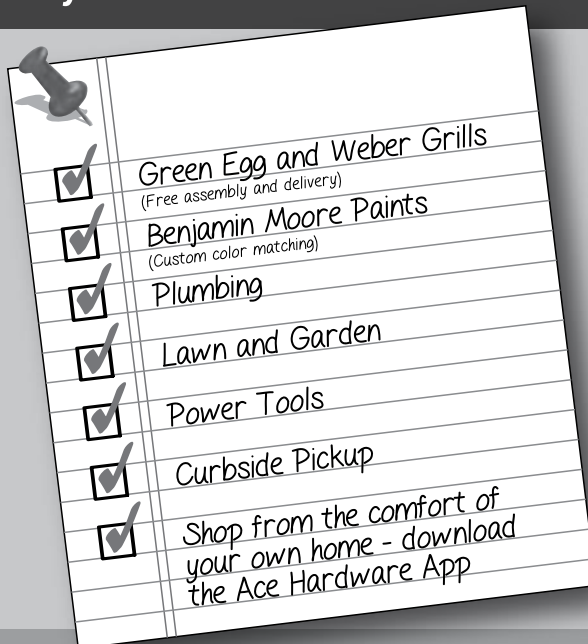 Green Egg and Weber Grills
(Free assembly and delivery)
Benjamin Moore Paints
(Custom color matching)
Plumbing
Lawn and Garden
Power Tools
Curbside Pickup
Shop from the comfort of
your own home - download
the Ace Hardware App